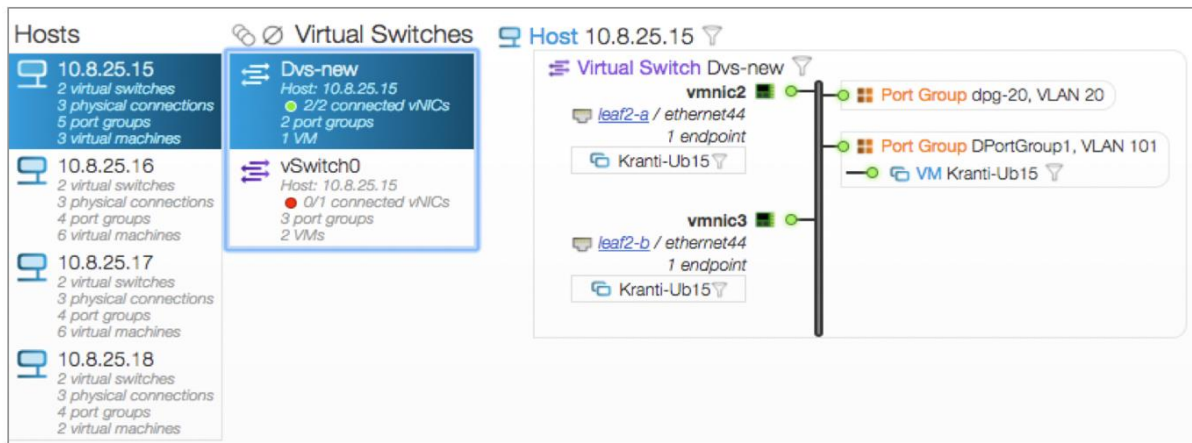 Hosts
10.8.25.15
2 virtual switches
3 physical connections
5 port groups
3 virtual machines
10.8.25.16
2 virtual switches
3 physical connections
4 port groups
6 virtual machines
10.8.25.17
2 virtual switches
3 physical connections
4 port groups
6 virtual machines
10.8.25.18
2 virtual switches
3 physical connections
4 port groups
2 virtual machines
Virtual Switches
Dvs-new
Host: 10.8.25.15
2/2 connected vNICs
2 port groups
1 VM
vSwitch0
Host: 10.8.25.15
0/1 connected vNICs
3 port groups
2 VMs
Host 10.8.25.15
Virtual Switch Dvs-new
vmnic2
leaf2-a / ethernet44
1 endpoint
Kranti-Ub15
vmnic3
leaf2-b / ethernet44
1 endpoint
Kranti-Ub15
Port Group dpg-20, VLAN 20
Port Group DPortGroup1, VLAN 101
VM Kranti-Ub15